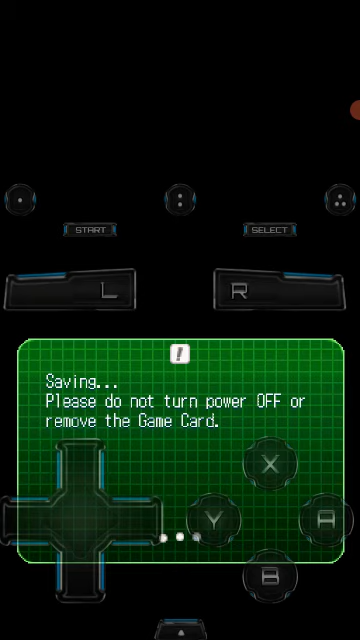 START
SELECT
L
R
!
Saving...
Please do not turn power OFF or
remove the Game Card.
X
Y
A
B